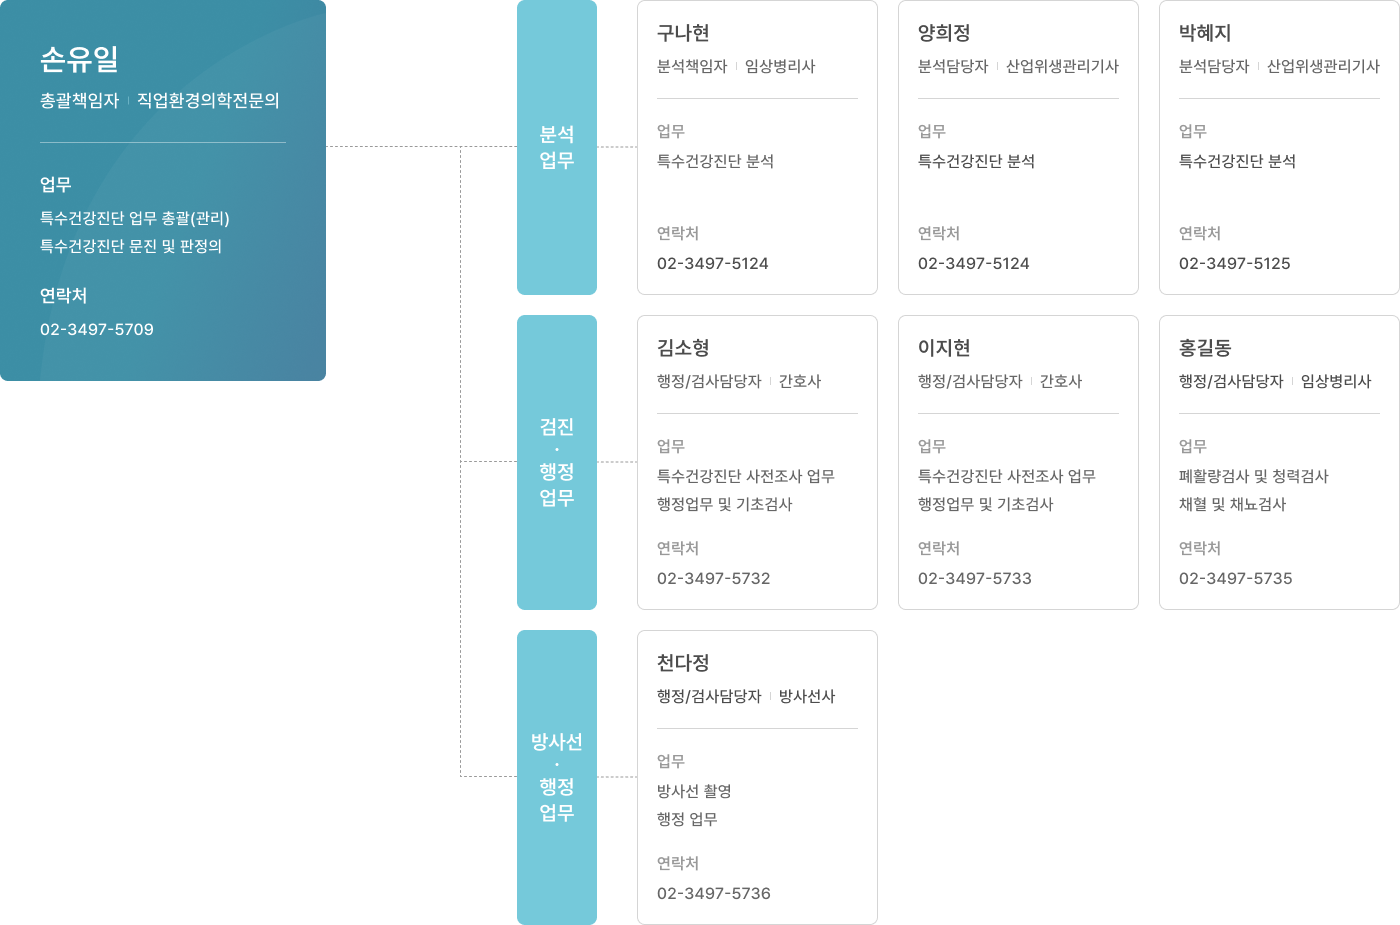 손유일
총괄책임자 | 직업환경의학전문의
업무
특수건강진단 업무 총괄(관리)
특수건강진단 문진 및 판정의
연락처
02-3497-5709
분석
업무
구나현
분석책임자 | 임상병리사
업무
특수건강진단 분석
연락처
02-3497-5124
양희정
분석담당자 | 산업위생관리기사
업무
특수건강진단 분석
연락처
02-3497-5124
박혜지
분석담당자 | 산업위생관리기사
업무
특수건강진단 분석
연락처
02-3497-5125
검진
·
행정
업무
김소형
행정/검사담당자 | 간호사
업무
특수건강진단 사전조사 업무
행정업무 및 기초검사
연락처
02-3497-5732
이지현
행정/검사담당자 | 간호사
업무
특수건강진단 사전조사 업무
행정업무 및 기초검사
연락처
02-3497-5733
홍길동
행정/검사담당자 | 임상병리사
업무
폐활량검사 및 청력검사
채혈 및 채뇨검사
연락처
02-3497-5735
방사선
·
행정
업무
천다정
행정/검사담당자 | 방사선사
업무
방사선 촬영
행정 업무
연락처
02-3497-5736